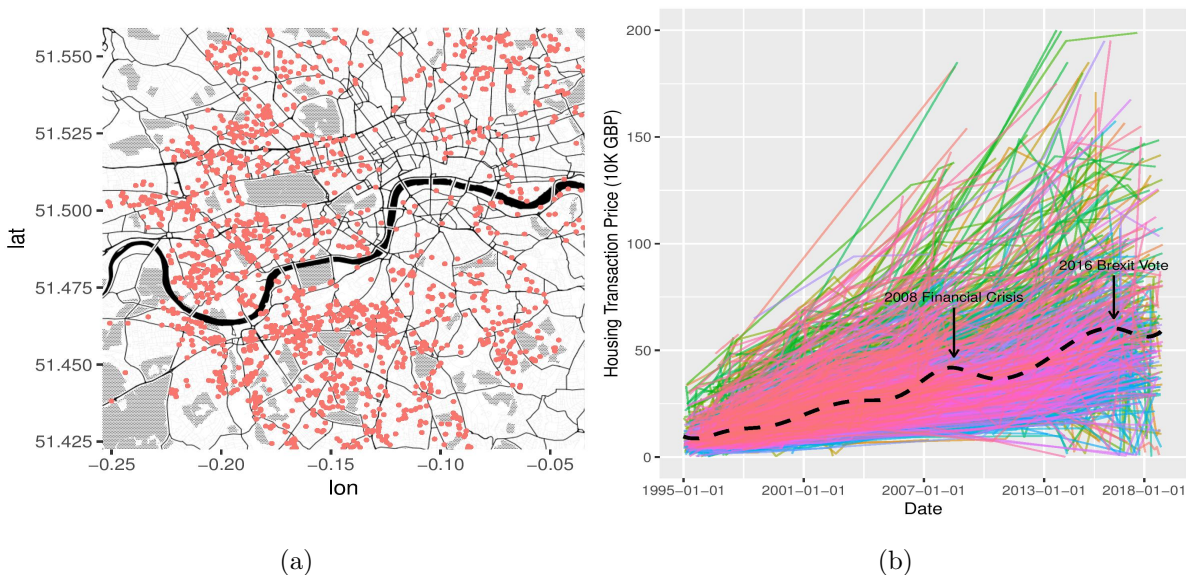 51.550
51.525
51.500
51.475
51.450
51.425
lat
−0.25
−0.20
−0.15
−0.10
−0.05
lon
(a)
200
150
100
50
0
Housing Transaction Price (10K GBP)
2016 Brexit Vote
2008 Financial Crisis
1995−01−01
2001−01−01
2007−01−01
2013−01−01
2018−01−01
Date
(b)